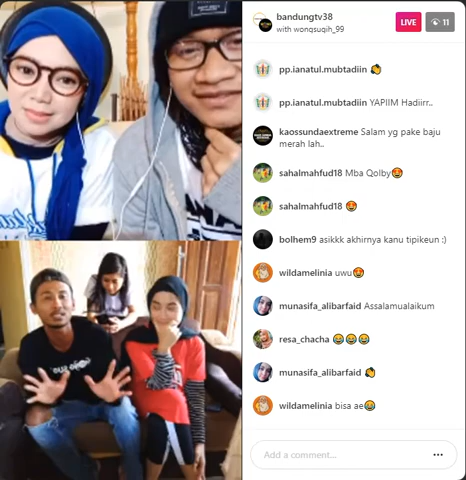 bandungtv38
with wonqsuqih_99
LIVE
11
pp.ianatul.mubtadiin 👏
pp.ianatul.mubtadiin YAPIIM Hadiirr..
kaossundaextreme Salam yg pake baju
merah lah..
sahalmahfud18 Mba Qolby🤩
sahalmahfud18 🤩
bolhem9 asikkk akhirnya kanu tipikeun :)
wildamelinia uwu🤩
munasifa_alibarfaid Assalamualaikum
resa_chacha 😂😂😂
munasifa_alibarfaid 👏
wildamelinia bisa ae😂
Add a comment...